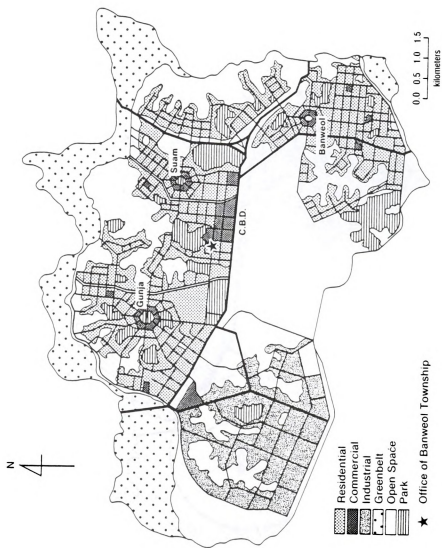 N
Gunja
Suam
C.B.D.
Banweol
0.0 0.5 1.0 1.5
kilometers
Residential
Commercial
Industrial
Greenbelt
Open Space
Park
Office of Banweol Township